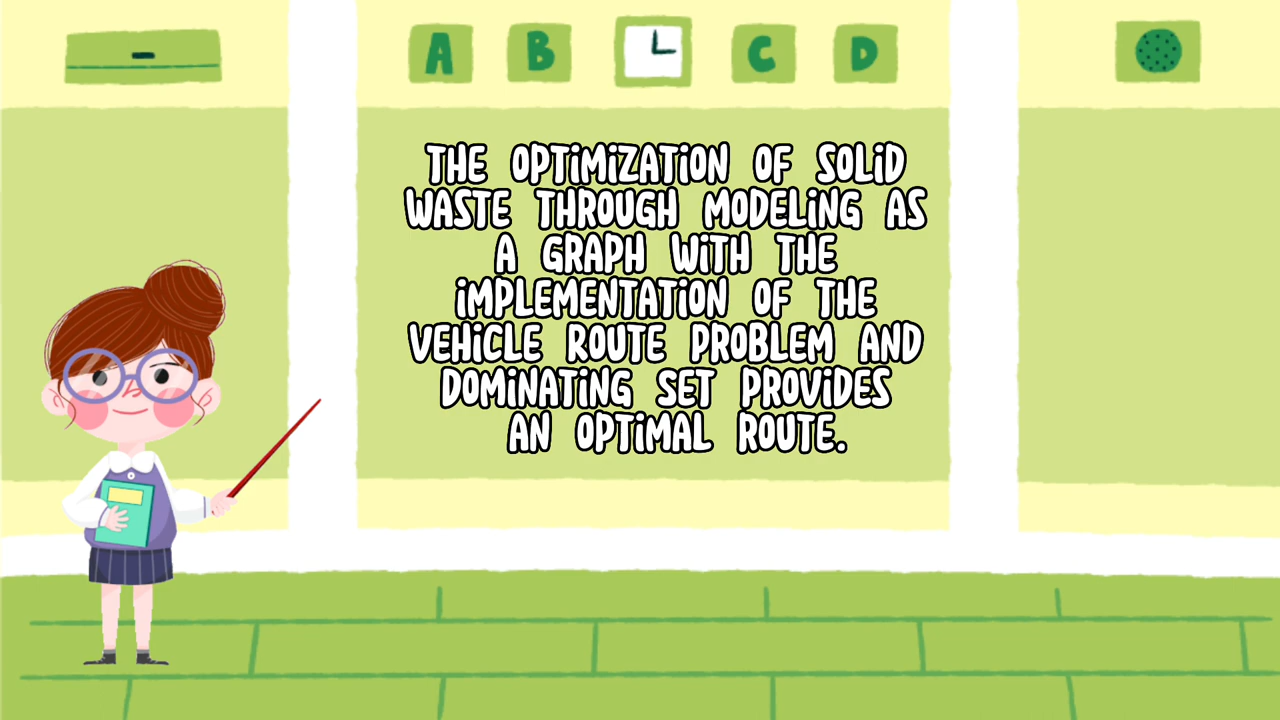 A B C D
THE OPTIMIZATION OF SOLID
WASTE THROUGH MODELING AS
A GRAPH WITH THE
IMPLEMENTATION OF THE
VEHICLE ROUTE PROBLEM AND
DOMINATING SET PROVIDES
AN OPTIMAL ROUTE.